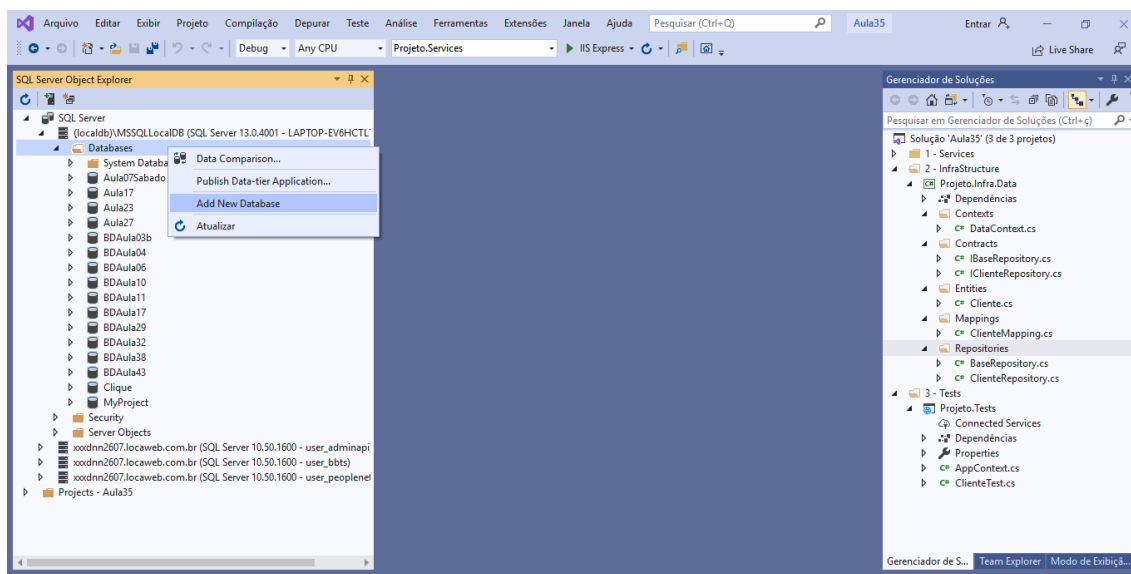 Arquivo Editar Exibir Projeto Compilação Depurar Teste Análise Ferramentas Extensões Janela Ajuda Pesquisar (Ctrl+Q) Aula35 Entrar
Debug Any CPU Projeto.Services IIS Express Live Share
SQL Server Object Explorer
SQL Server
(localdb)\MSSQLLocalDB (SQL Server 13.0.4001 - LAPTOP-EV6HCTL
Databases
System Databa
Aula07Sabado
Aula17
Aula23
Aula27
BDAula03b
BDAula04
BDAula06
BDAula10
BDAula11
BDAula17
BDAula29
BDAula32
BDAula38
BDAula43
Clique
MyProject
Security
Server Objects
xxxdnn2607.locaweb.com.br (SQL Server 10.50.1600 - user_adminapi
xxxdnn2607.locaweb.com.br (SQL Server 10.50.1600 - user_bbts)
xxxdnn2607.locaweb.com.br (SQL Server 10.50.1600 - user_peoplenet
Projects - Aula35
Data Comparison...
Publish Data-tier Application...
Add New Database
Atualizar
Gerenciador de Soluções
Pesquisar em Gerenciador de Soluções (Ctrl+ç)
Solução 'Aula35' (3 de 3 projetos)
1 - Services
2 - InfraStructure
C# Projeto.Infra.Data
Dependências
Contexts
C# DataContext.cs
Contracts
C# IBaseRepository.cs
C# IClienteRepository.cs
Entities
C# Cliente.cs
Mappings
C# ClienteMapping.cs
Repositories
C# BaseRepository.cs
C# ClienteRepository.cs
3 - Tests
Projeto.Tests
Connected Services
Dependências
Properties
C# AppContext.cs
C# ClienteTest.cs
Gerenciador de S... Team Explorer Modo de Exibiçã...